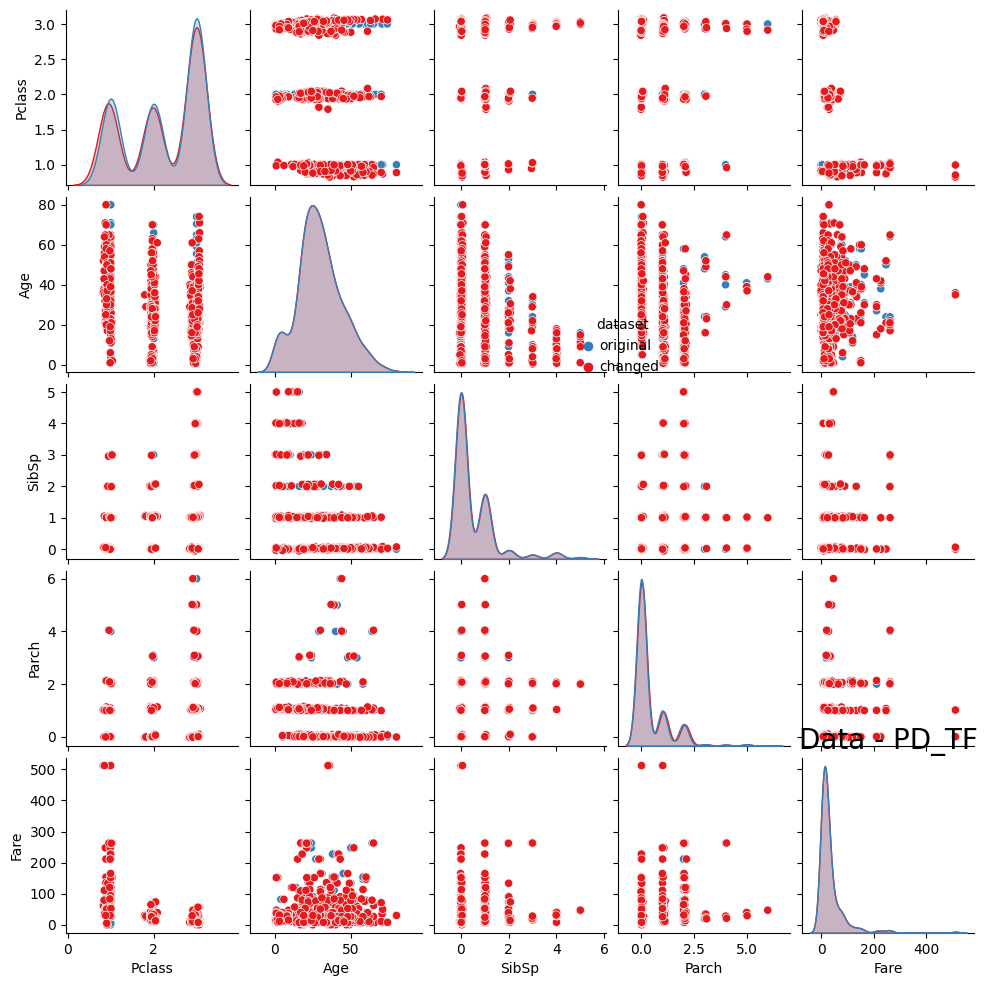 3.0
2.5
2.0
1.5
1.0
Pclass
80
60
40
20
0
Age
dataset
original
changed
5
4
3
2
1
0
SibSp
6
4
2
0
Parch
Data - PD_TF
500
400
300
200
100
0
Fare
0 2 0 50 0 2 4 6 0.0 2.5 5.0 0 200 400
Pclass Age SibSp Parch Fare